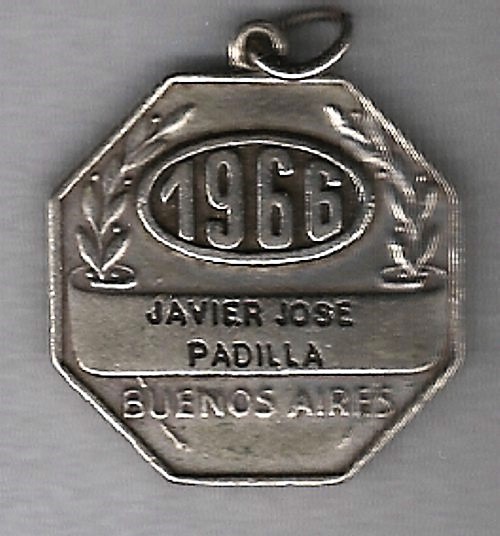 1966
JAVIER JOSE
PADILLA
BUENOS AIRES